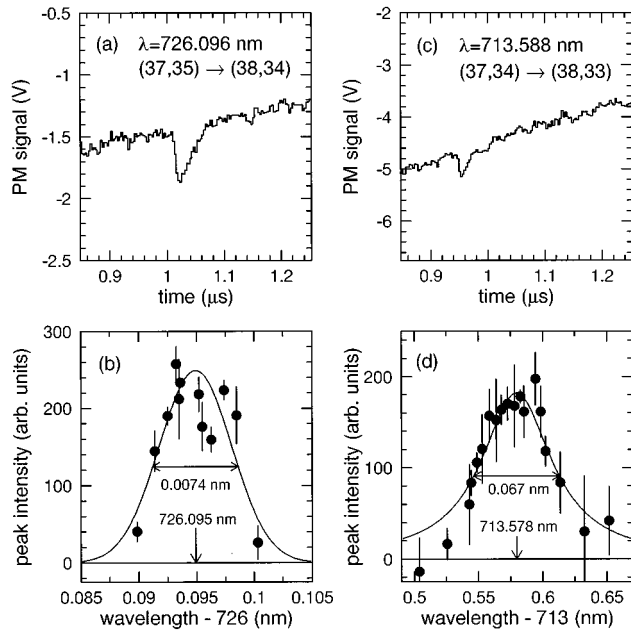 (a)
λ=726.096 nm
(37,35) → (38,34)
PM signal (V)
-0.5
-1
-1.5
-2
-2.5
0.9
1
1.1
1.2
time (μs)
(c)
λ=713.588 nm
(37,34) → (38,33)
PM signal (V)
-2
-3
-4
-5
-6
0.9
1
1.1
1.2
time (μs)
(b)
peak intensity (arb. units)
300
200
100
0
0.0074 nm
726.095 nm
0.085
0.09
0.095
0.1
0.105
wavelength - 726 (nm)
(d)
peak intensity (arb. units)
200
100
0
0.067 nm
713.578 nm
0.5
0.55
0.6
0.65
wavelength - 713 (nm)